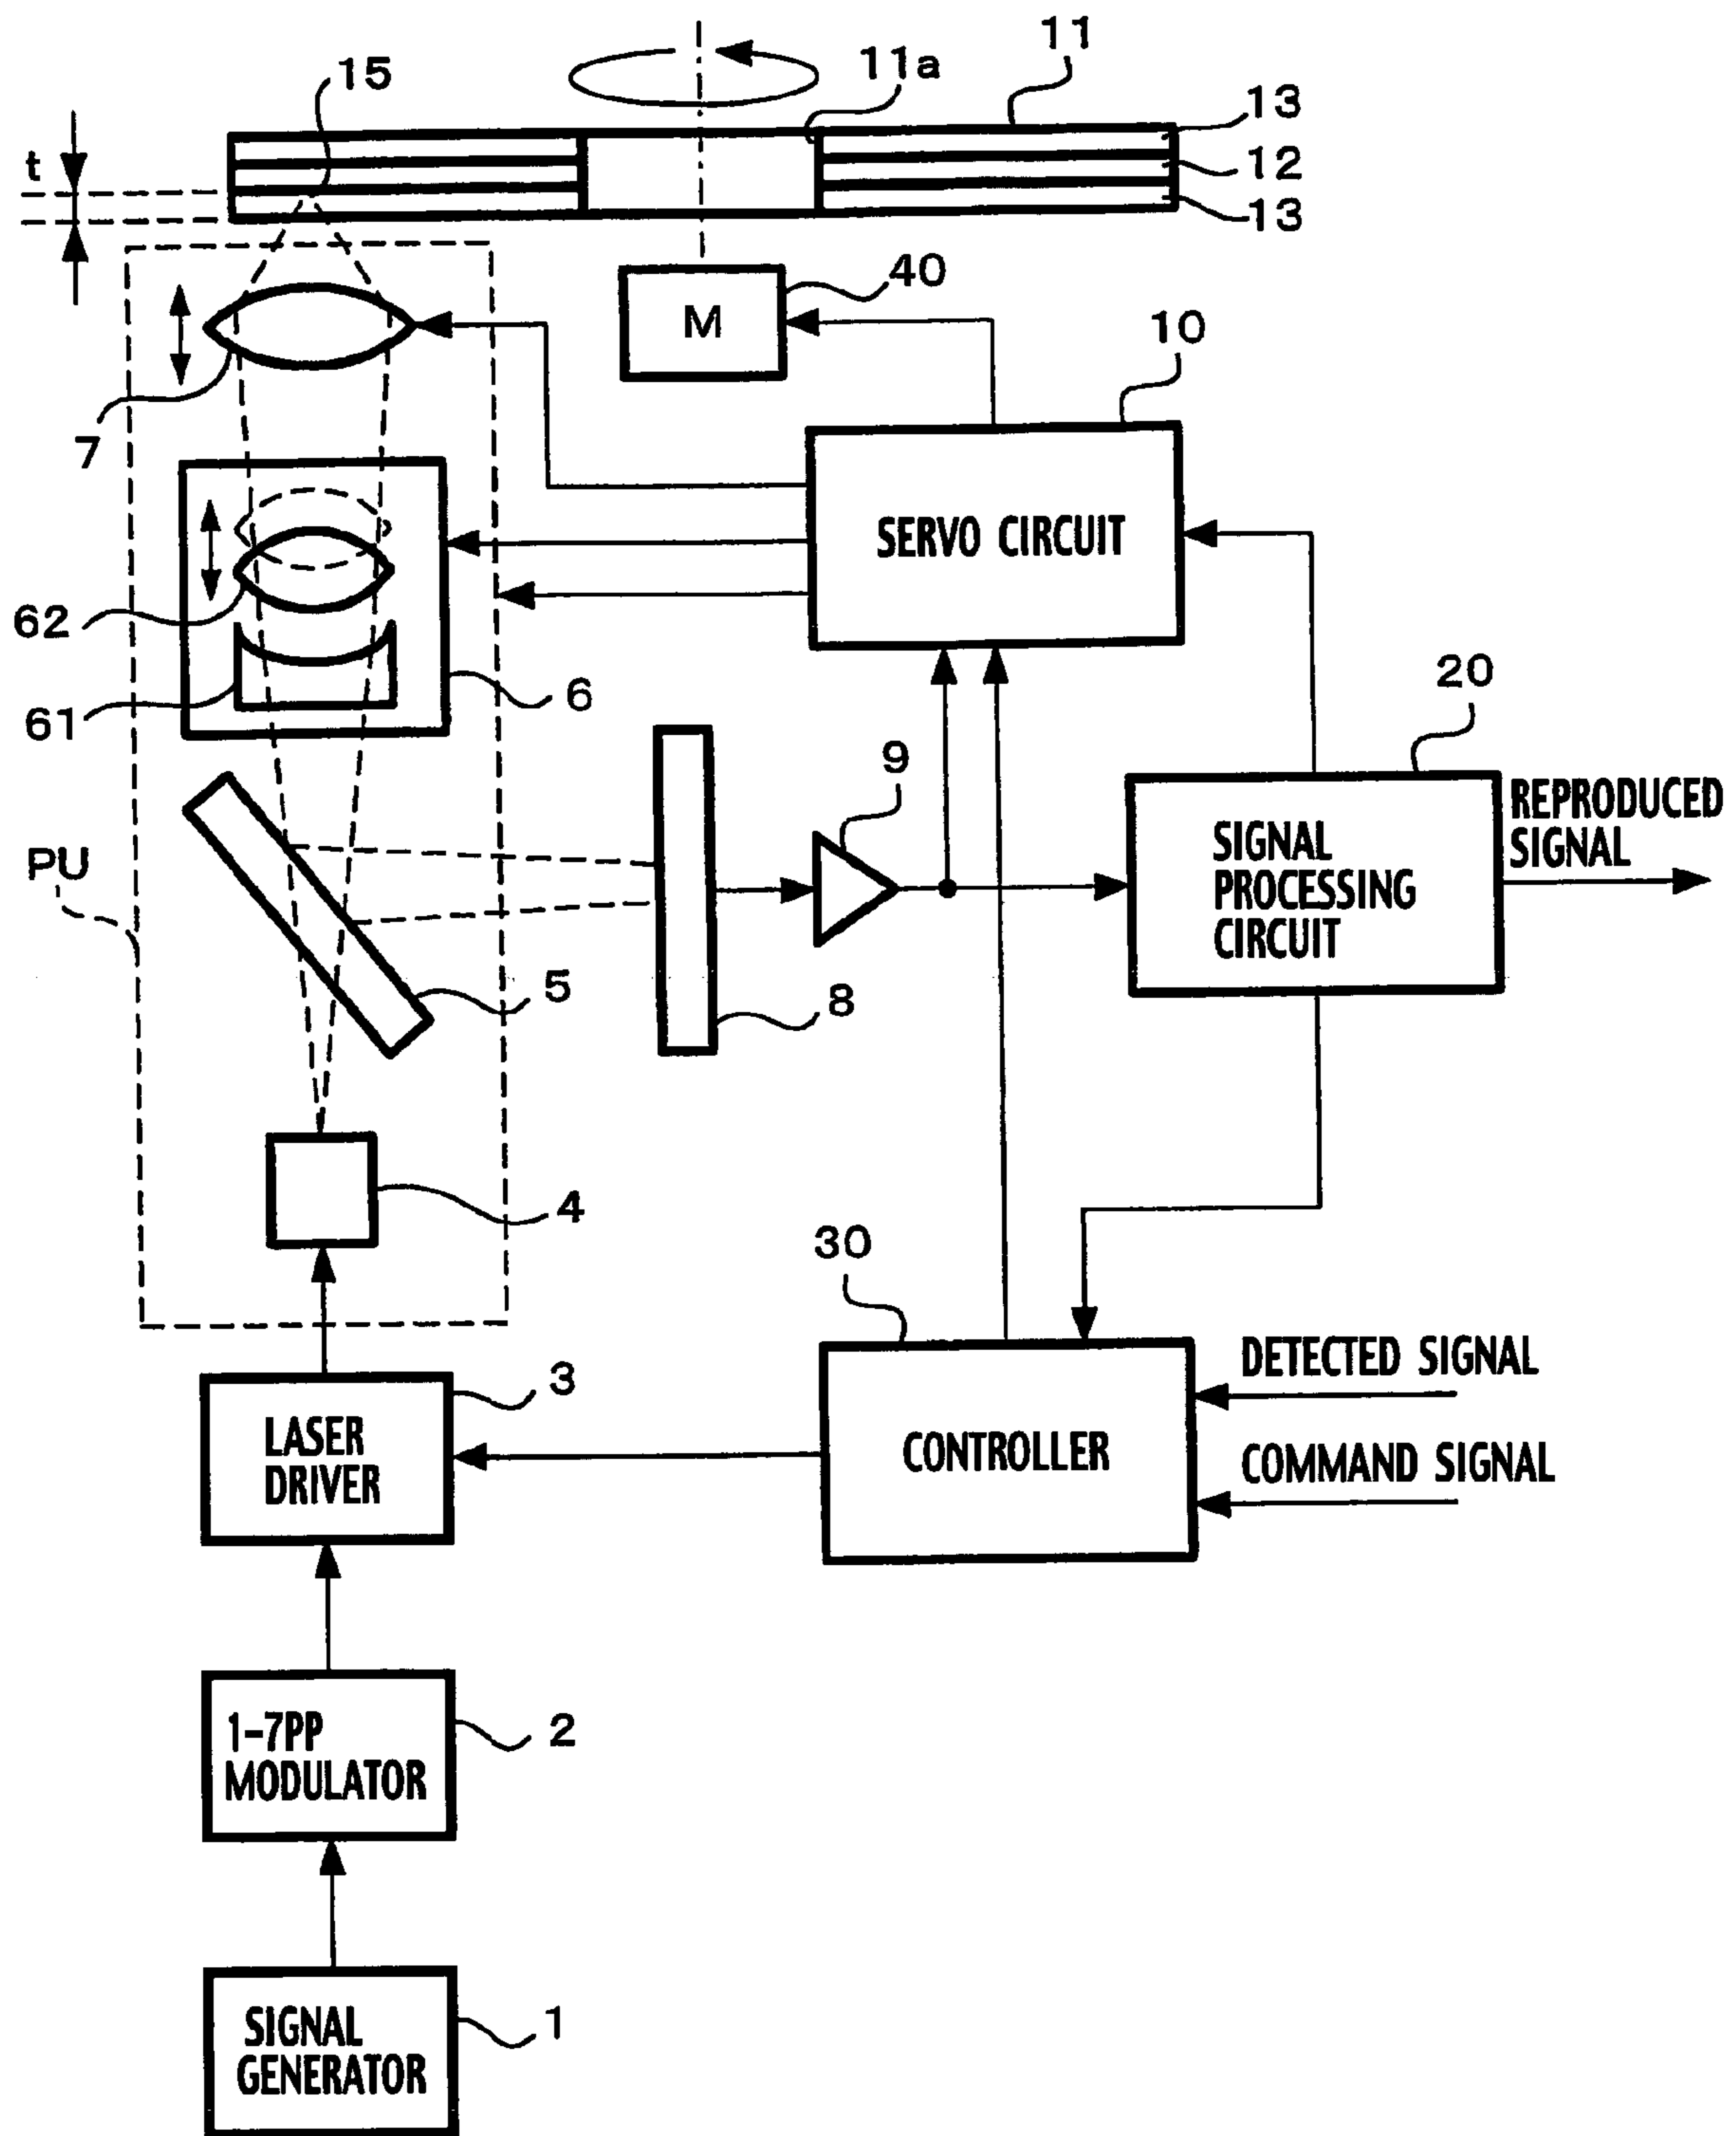 11
11a
15
13
t
12
13
40
M
10
7
SERVO CIRCUIT
62
20
6
61
9
REPRODUCED
SIGNAL
SIGNAL
PROCESSING
CIRCUIT
PU
5
8
4
30
DETECTED SIGNAL
3
LASER
DRIVER
CONTROLLER
COMMAND SIGNAL
1-7PP
MODULATOR
2
1
SIGNAL
GENERATOR